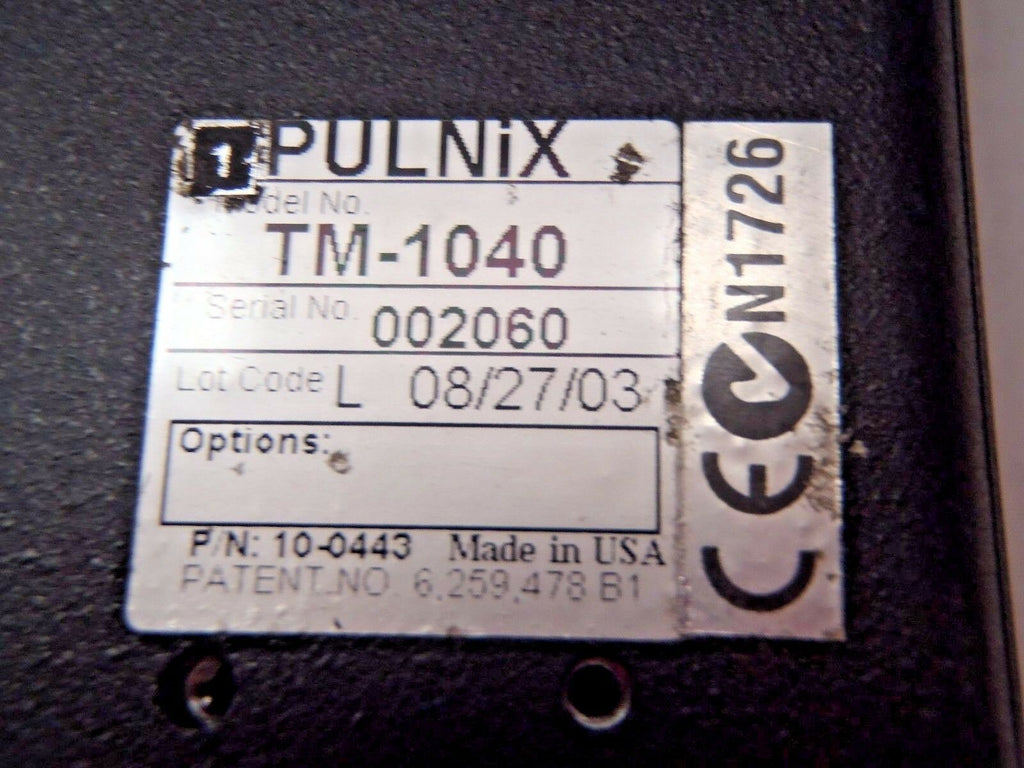 1 PULNiX
Model No.
TM-1040
Serial No. 002060
Lot Code L 08/27/03
Options:
P/N: 10-0443 Made in USA
PATENT NO. 6,259,478 B1
CE N1726